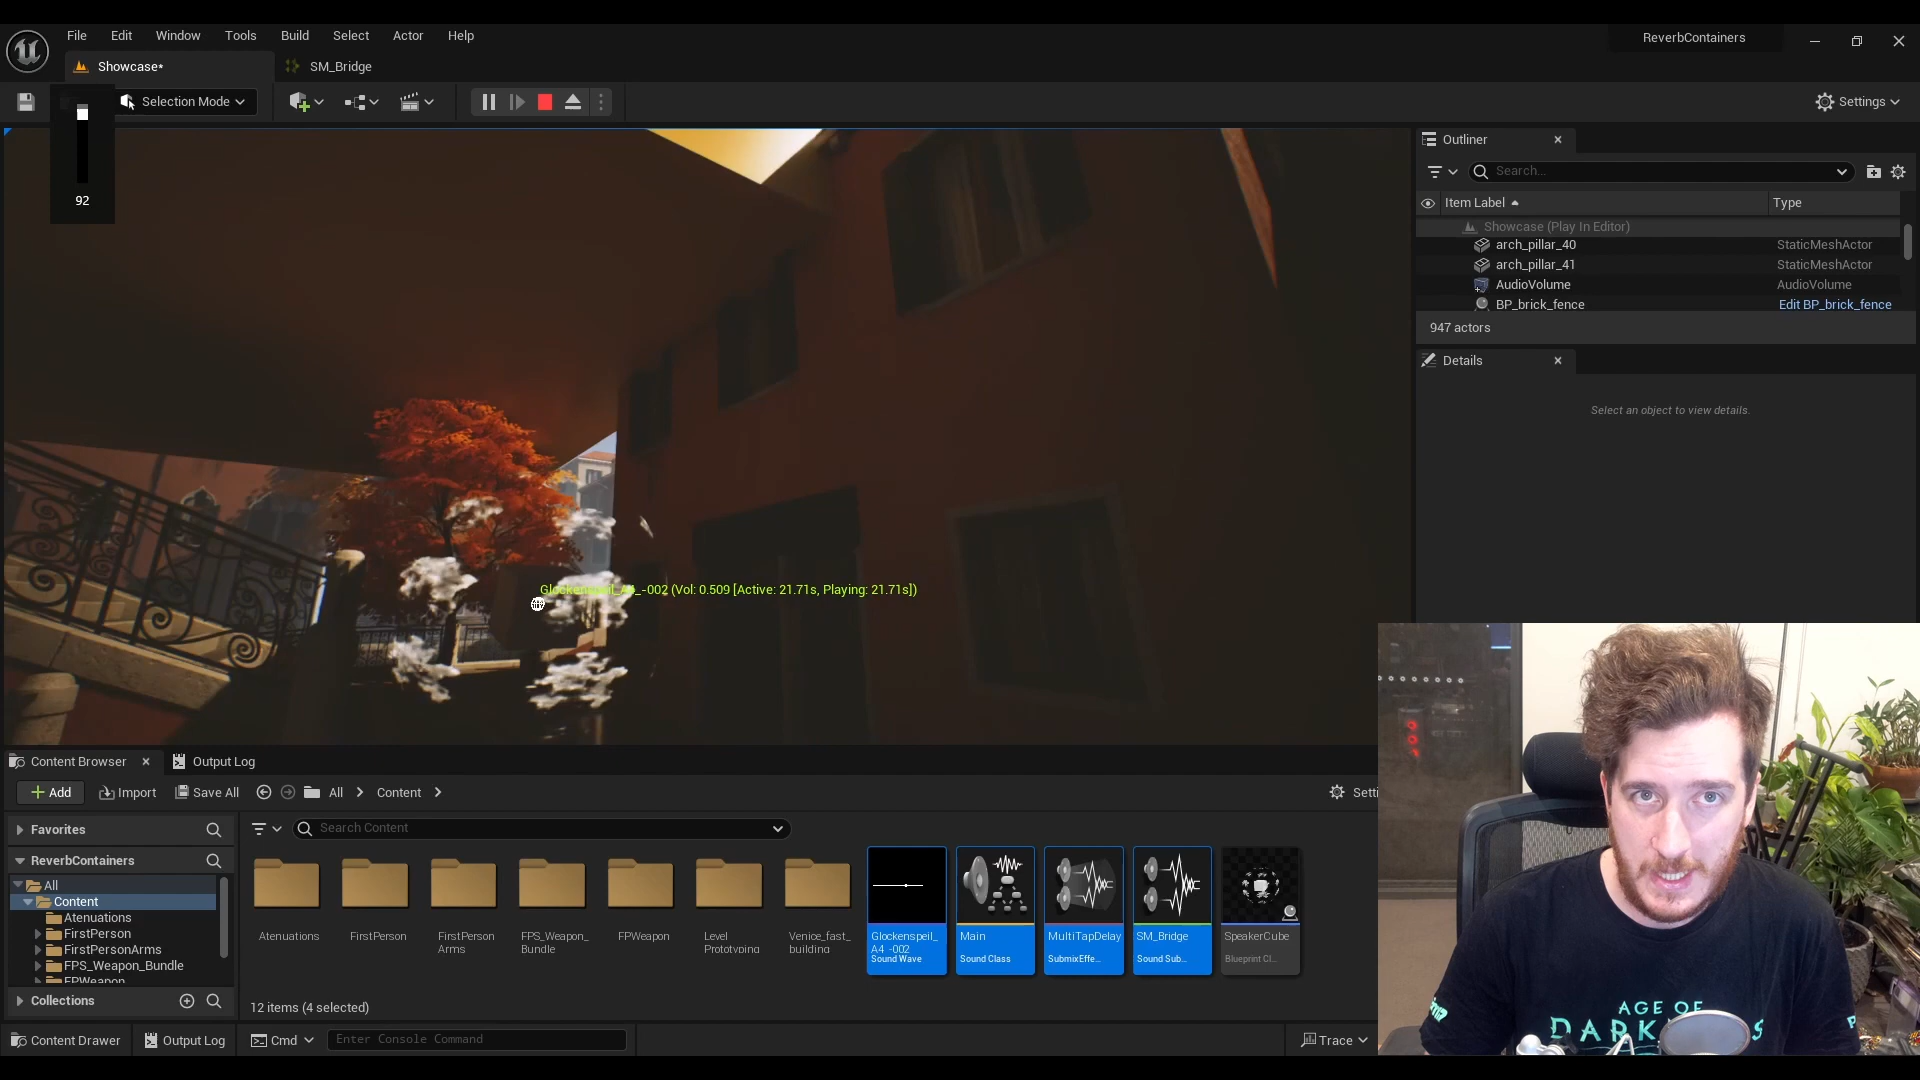 File Edit Window Tools Build Select Actor Help
ReverbContainers
Showcase*
SM_Bridge
Selection Mode
Settings
92
Outliner
Search...
Item Label
Type
Showcase (Play In Editor)
arch_pillar_40 StaticMeshActor
arch_pillar_41 StaticMeshActor
AudioVolume AudioVolume
BP_brick_fence Edit BP_brick_fence
947 actors
Details
Select an object to view details.
Glockenspeil_A4_-002 (Vol: 0.509 [Active: 21.71s, Playing: 21.71s])
Content Browser
Output Log
Add
Import
Save All
All
Content
Setti
Favorites
Search Content
ReverbContainers
All
Content
Atenuations
FirstPerson
FirstPersonArms
FPS_Weapon_Bundle
FPWeapon
Collections
Atenuations
FirstPerson
FirstPerson
Arms
FPS_Weapon_
Bundle
FPWeapon
Level
Prototyping
Venice_fast_
building
Glockenspeil_
A4_-002
Sound Wave
Main
Sound Class
MultiTapDelay
SubmixEffe...
SM_Bridge
Sound Sub...
SpeakerCube
Blueprint Cl...
12 items (4 selected)
Content Drawer
Output Log
Cmd
Enter Console Command
Trace
AGE OF